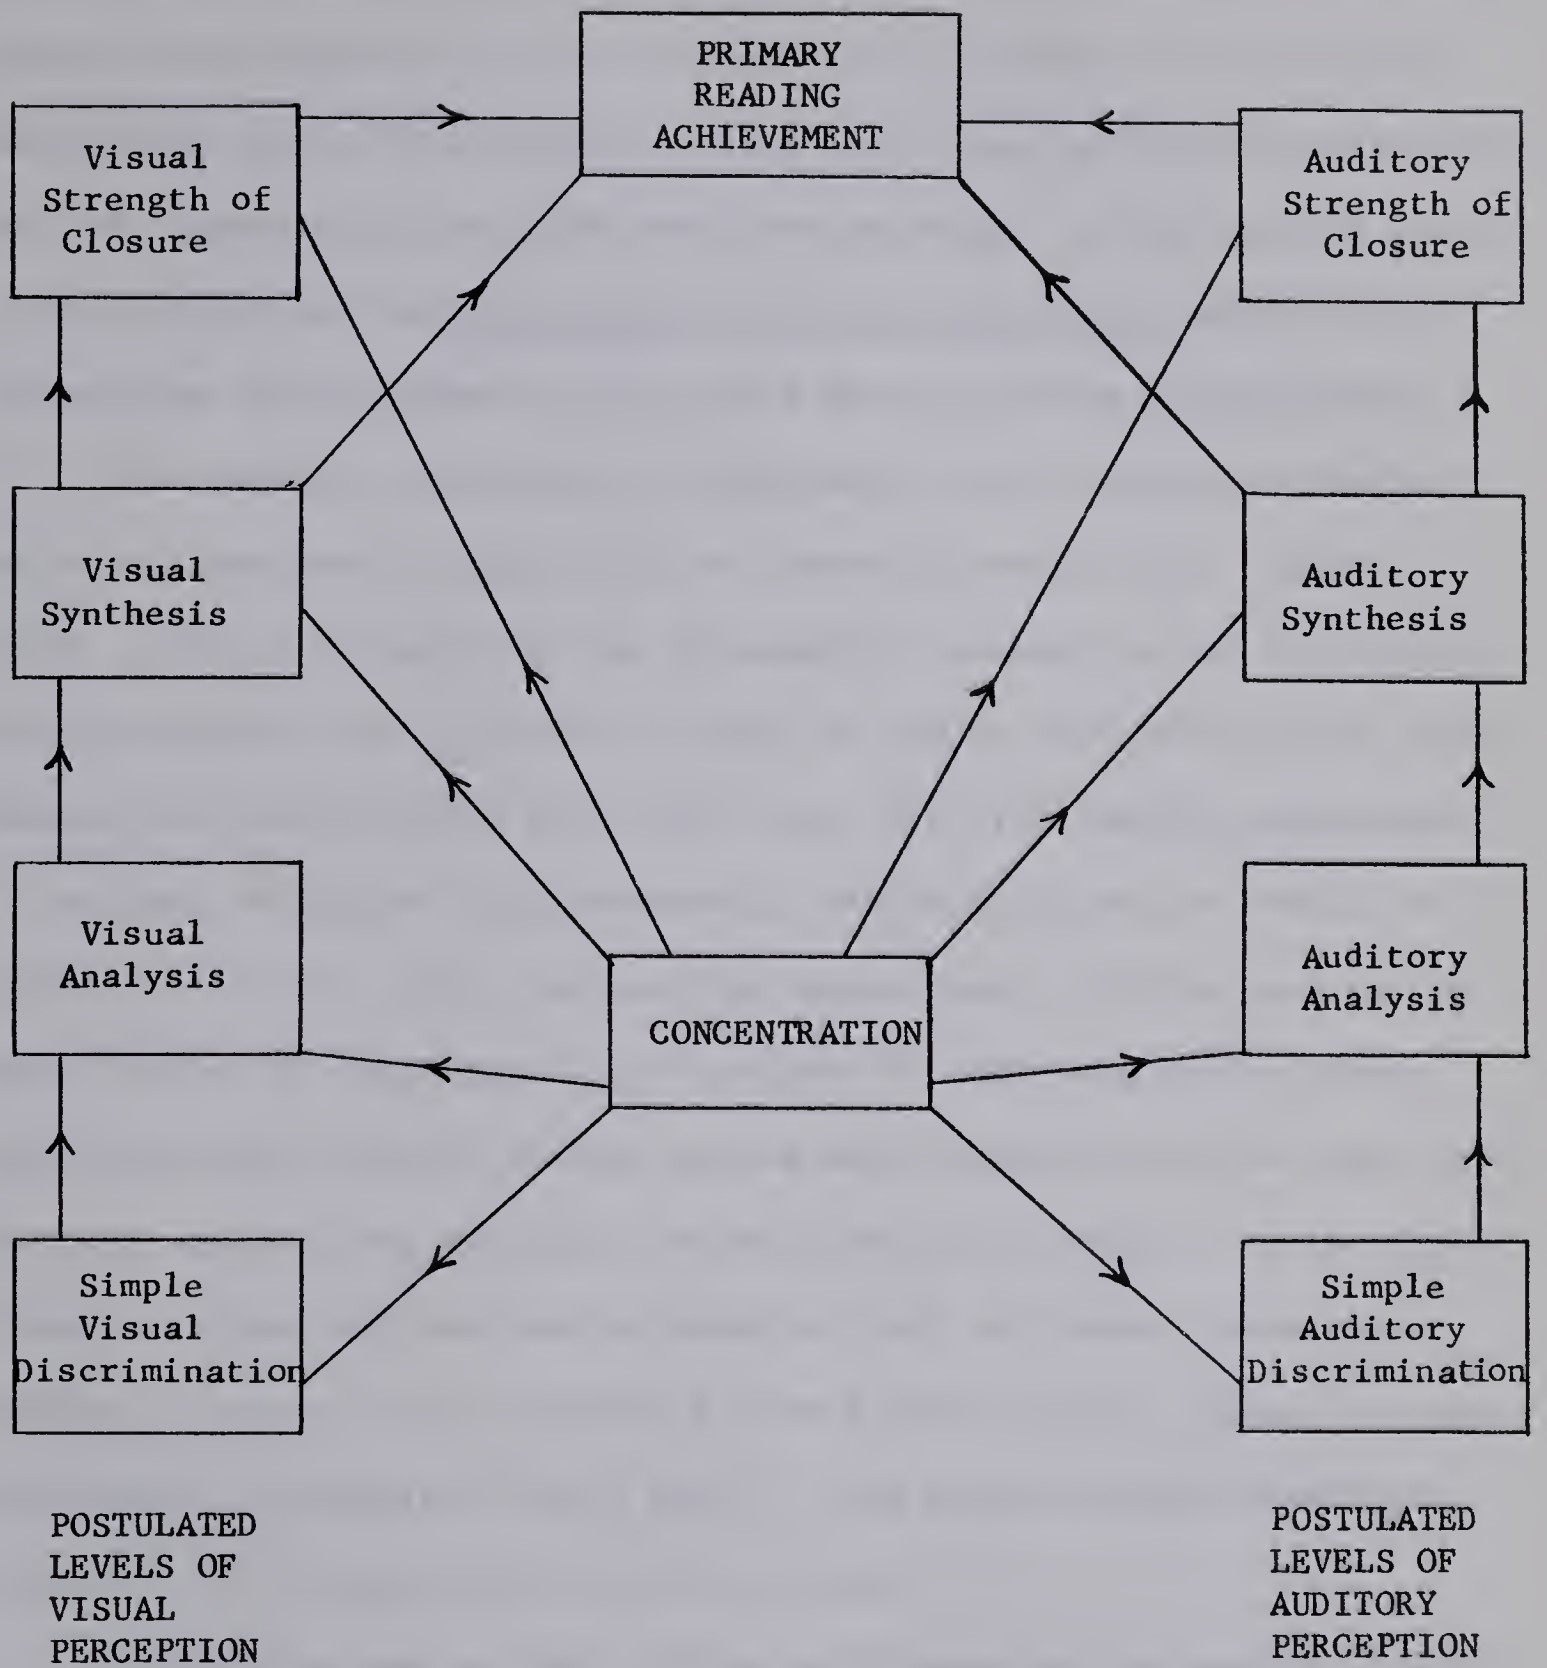 PRIMARY
READING
ACHIEVEMENT
Visual
Strength of
Closure
Auditory
Strength of
Closure
Visual
Synthesis
Auditory
Synthesis
Visual
Analysis
Auditory
Analysis
CONCENTRATION
Simple
Visual
Discrimination
Simple
Auditory
Discrimination
POSTULATED
LEVELS OF
VISUAL
PERCEPTION
POSTULATED
LEVELS OF
AUDITORY
PERCEPTION